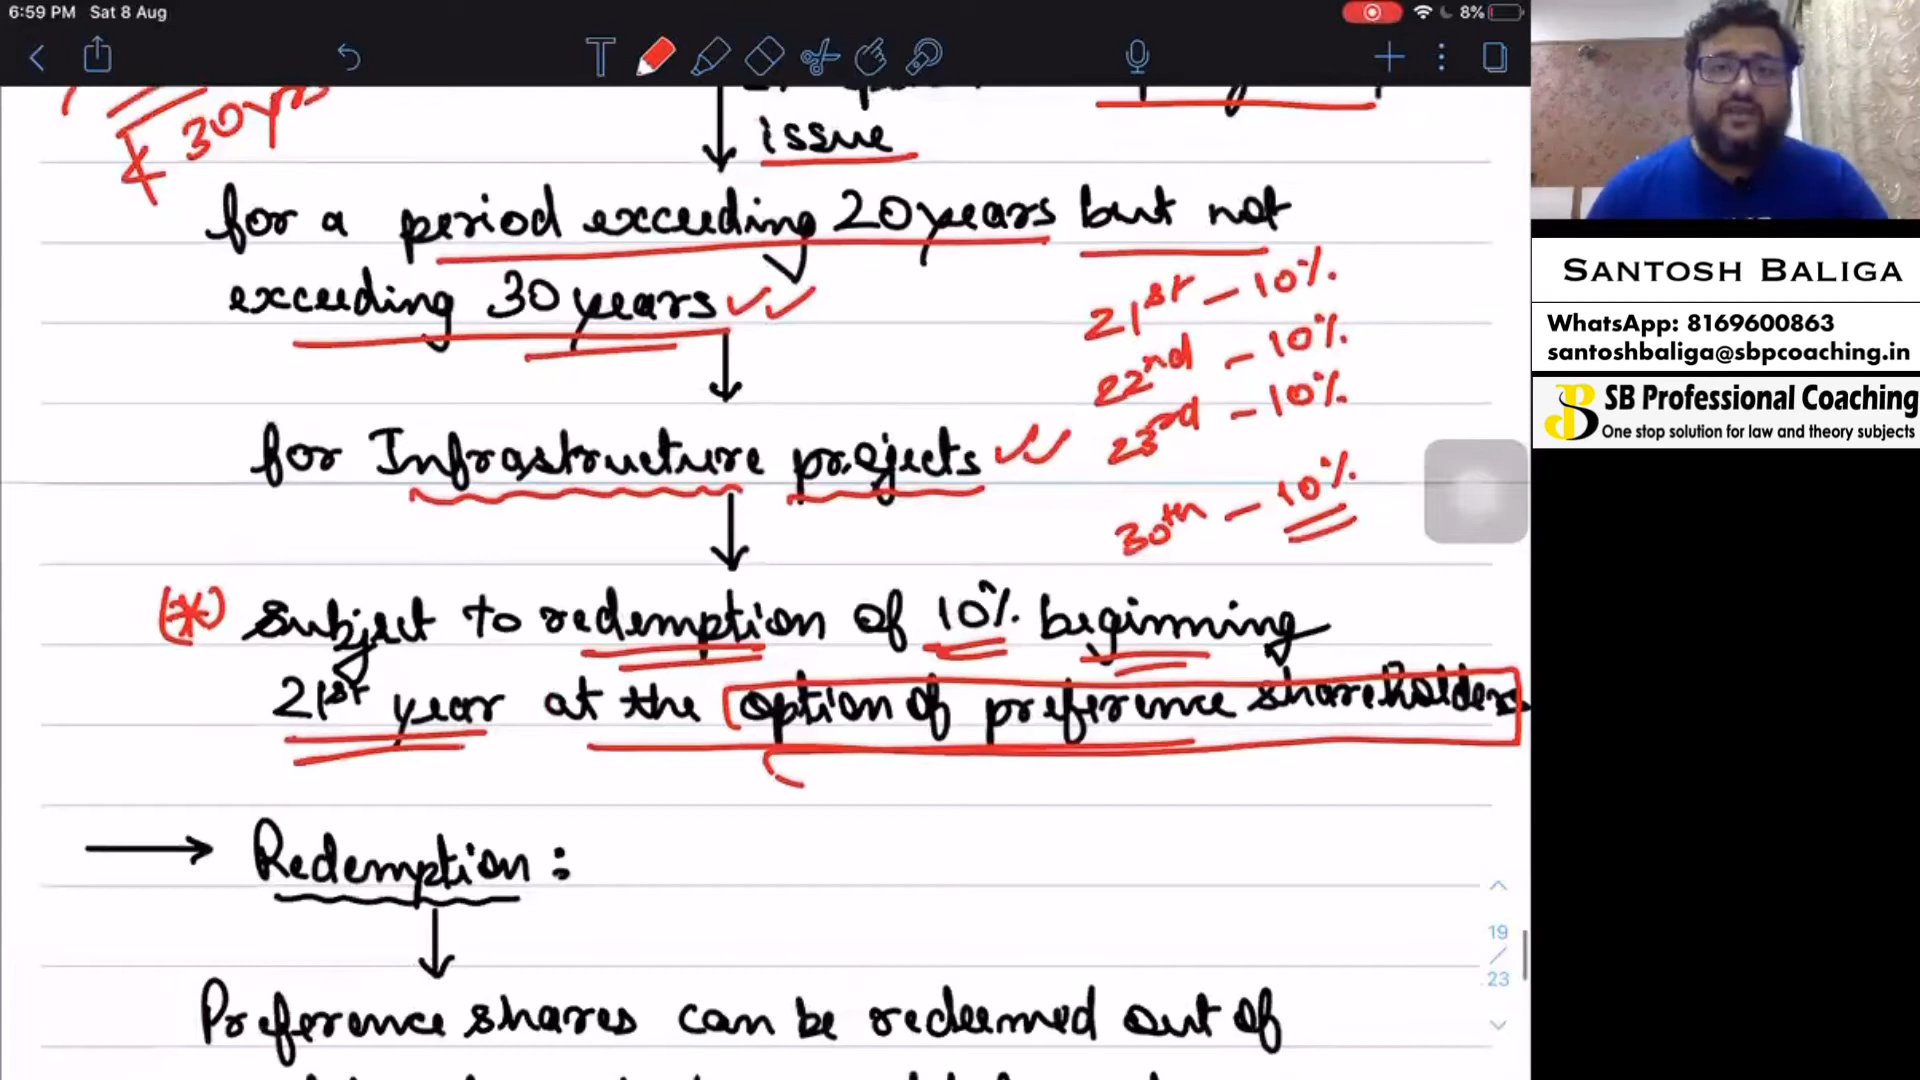 6:59 PM Sat 8 Aug
8%
30yrs
issue
for a period exceeding 20 years but not
exceeding 30 years
21st - 10%
22nd - 10%
23rd - 10%
for Infrastructure projects
30th - 10%
(*) subject to redemption of 10% beginning
21st year at the option of preference shareholders
Redemption :
Preference shares can be redeemed out of
19
/
23
SANTOSH BALIGA
WhatsApp: 8169600863
santoshbaliga@sbpcoaching.in
SB Professional Coaching
One stop solution for law and theory subjects